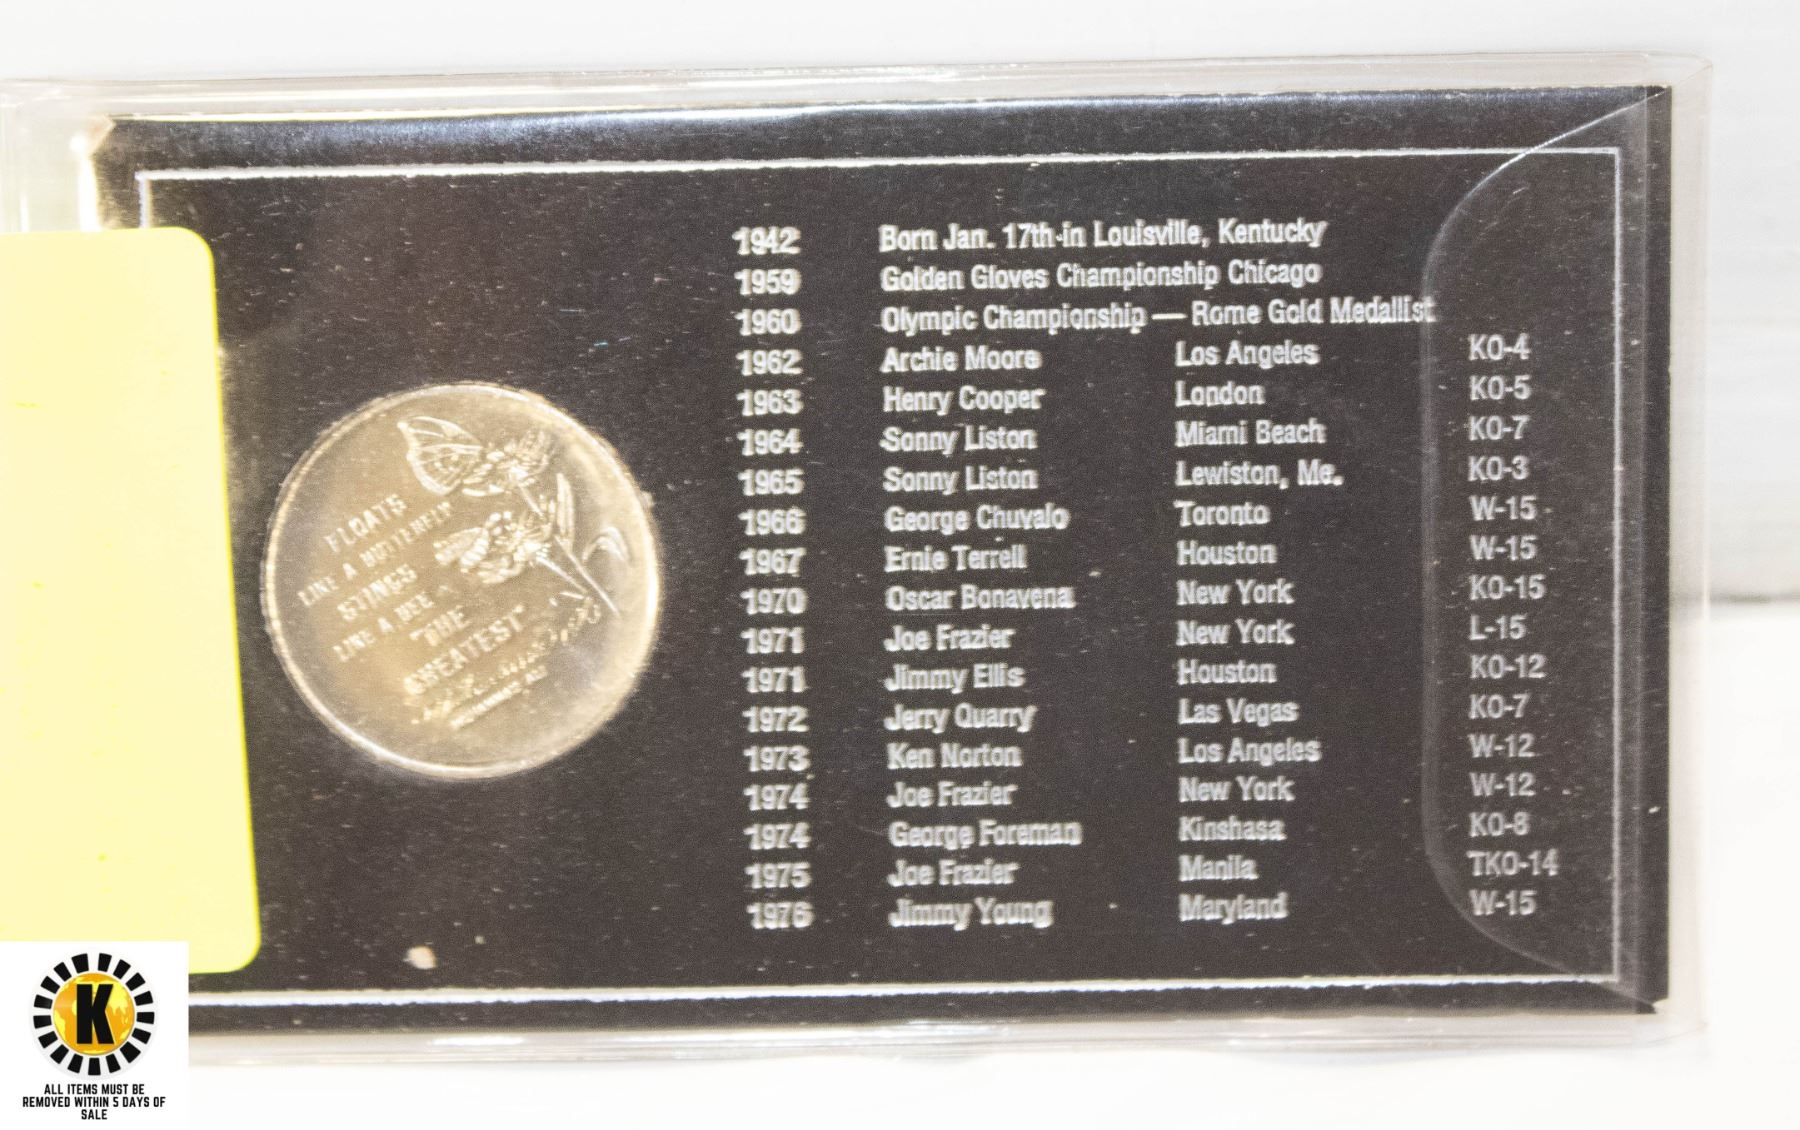 FLOATS
LIKE A BUTTERFLY
STINGS
LIKE A BEE
"THE
GREATEST"
MUHAMMAD ALI
1942 Born Jan. 17th in Louisville, Kentucky
1959 Golden Gloves Championship Chicago
1960 Olympic Championship — Rome Gold Medallist
1962 Archie Moore Los Angeles KO-4
1963 Henry Cooper London KO-5
1964 Sonny Liston Miami Beach KO-7
1965 Sonny Liston Lewiston, Me. KO-3
1966 George Chuvalo Toronto W-15
1967 Ernie Terrell Houston W-15
1970 Oscar Bonavena New York KO-15
1971 Joe Frazier New York L-15
1971 Jimmy Ellis Houston KO-12
1972 Jerry Quarry Las Vegas KO-7
1973 Ken Norton Los Angeles W-12
1974 Joe Frazier New York W-12
1974 George Foreman Kinshasa KO-8
1975 Joe Frazier Manila TKO-14
1976 Jimmy Young Maryland W-15
K
ALL ITEMS MUST BE
REMOVED WITHIN 5 DAYS OF
SALE